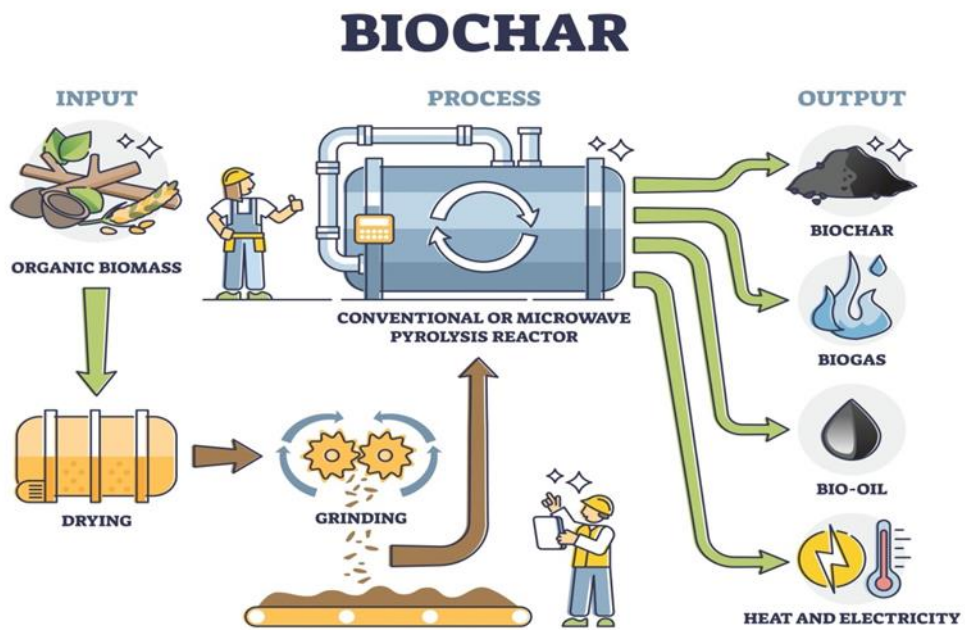 BIOCHAR
INPUT
PROCESS
OUTPUT
ORGANIC BIOMASS
CONVENTIONAL OR MICROWAVE
PYROLYSIS REACTOR
BIOCHAR
BIOGAS
DRYING
GRINDING
BIO-OIL
HEAT AND ELECTRICITY